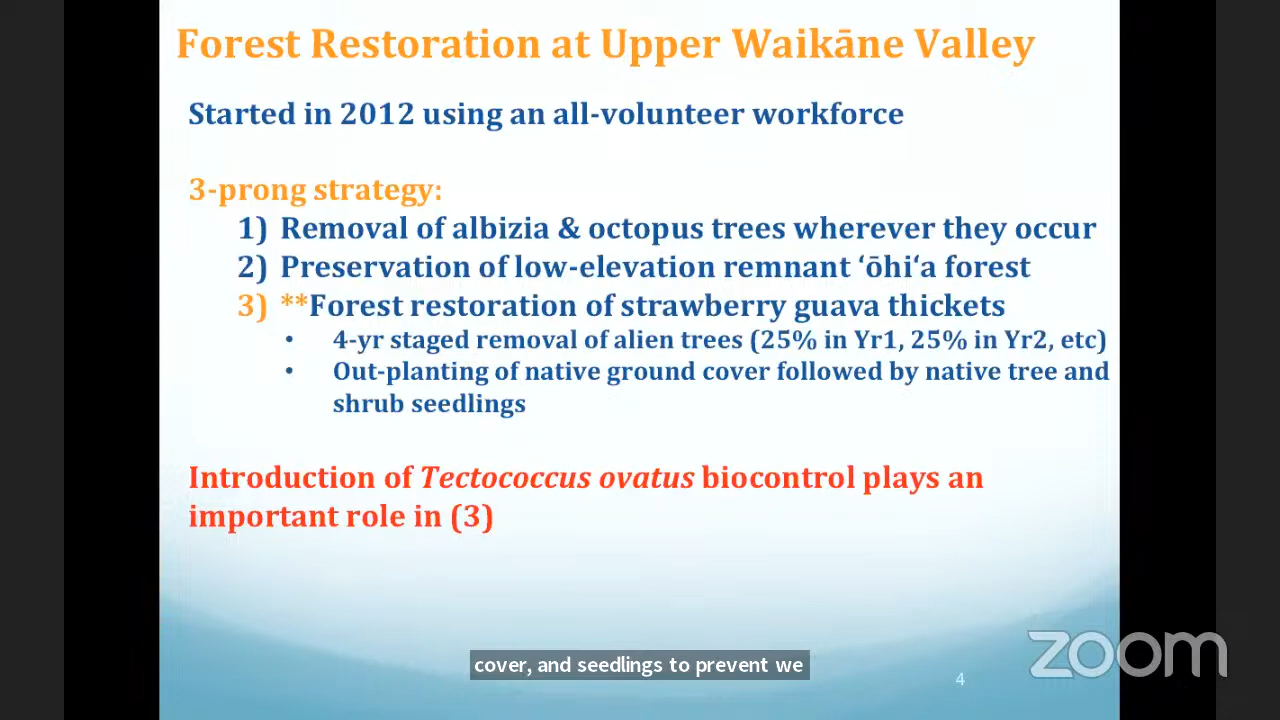 Forest Restoration at Upper Waikāne Valley
Started in 2012 using an all-volunteer workforce
3-prong strategy:
1) Removal of albizia & octopus trees wherever they occur
2) Preservation of low-elevation remnant ʻōhiʻa forest
3) **Forest restoration of strawberry guava thickets
• 4-yr staged removal of alien trees (25% in Yr1, 25% in Yr2, etc)
• Out-planting of native ground cover followed by native tree and
shrub seedlings
Introduction of Tectococcus ovatus biocontrol plays an
important role in (3)
cover, and seedlings to prevent we
zoom
4